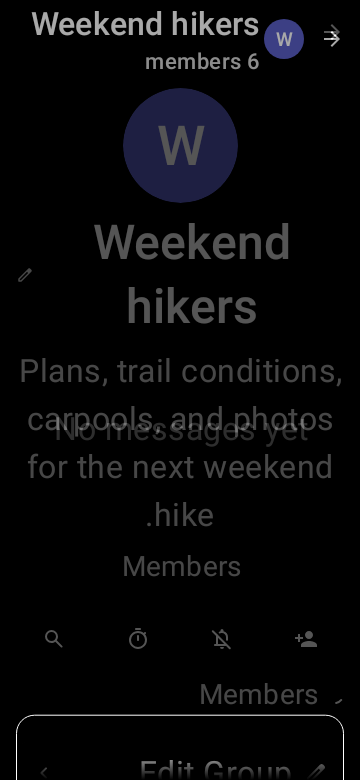 Weekend hikers
W
members 6
W
Weekend
hikers
Plans, trail conditions,
carpools, and photos
No messages yet
for the next weekend
.hike
Members
Members
Edit Group